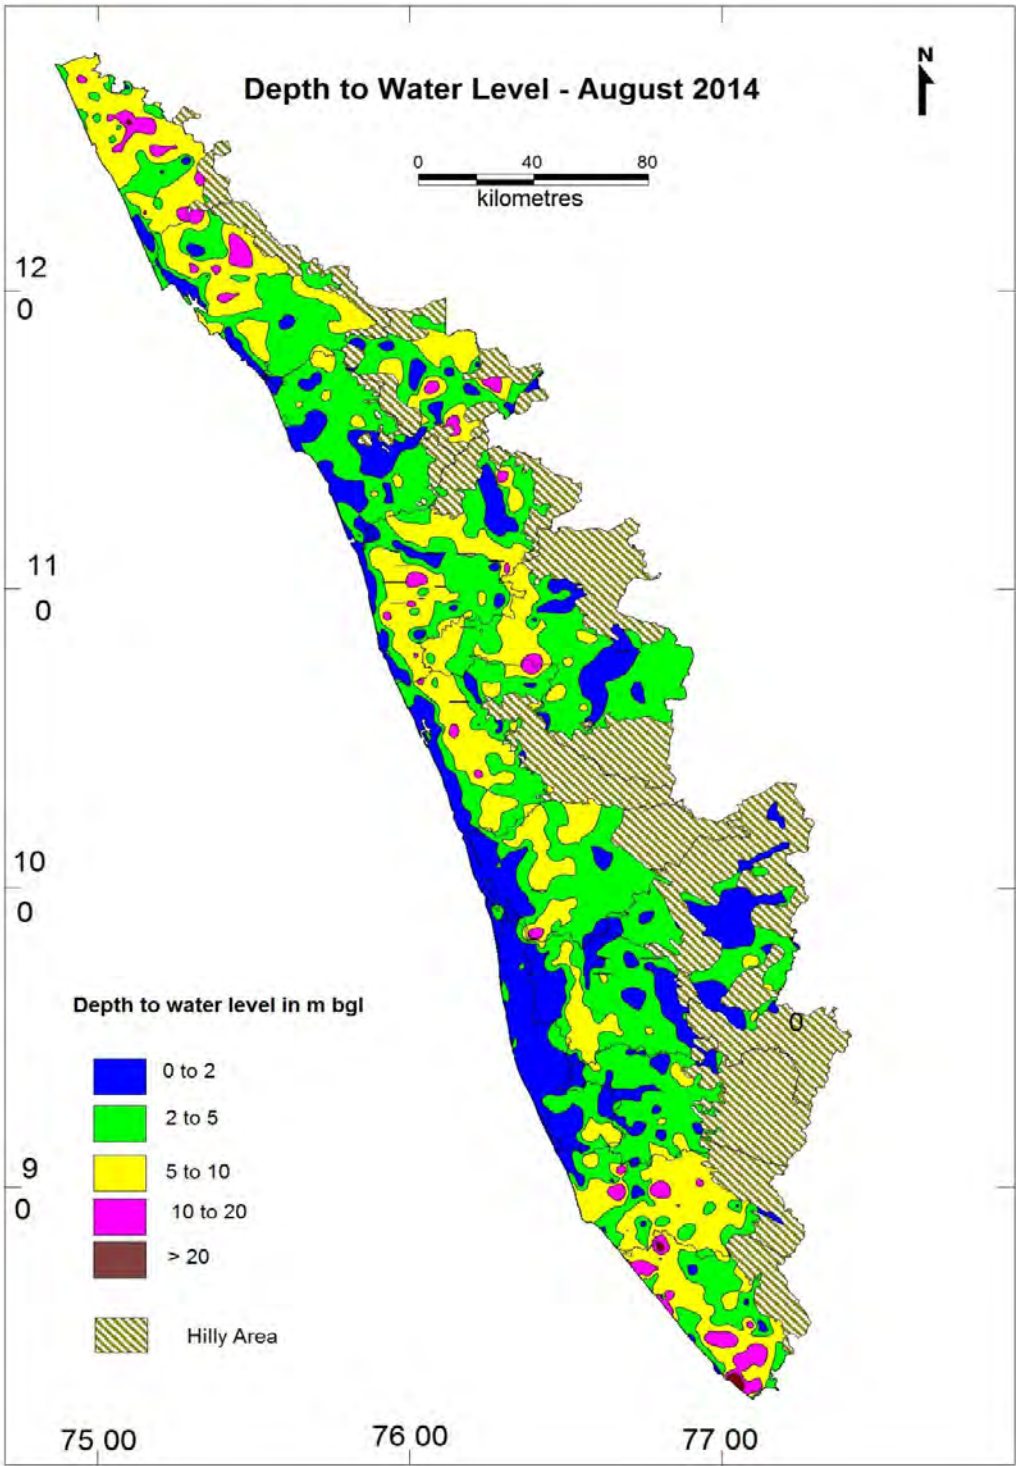 N
Depth to Water Level - August 2014
0 40 80
kilometres
12
0
11
0
10
0
0
9
0
Depth to water level in m bgl
0 to 2
2 to 5
5 to 10
10 to 20
> 20
Hilly Area
75 00 76 00 77 00